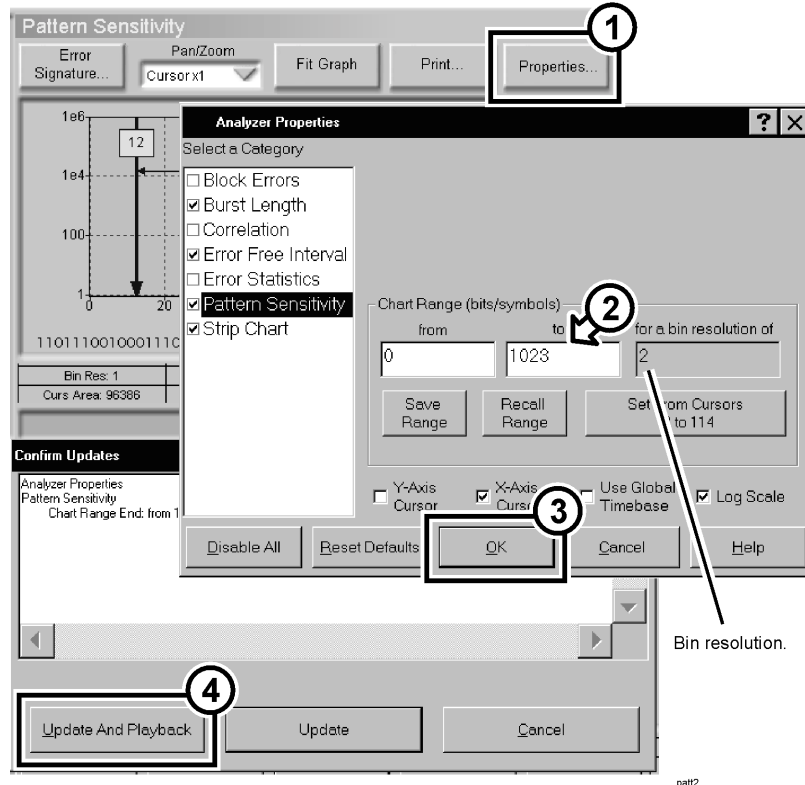 Pattern Sensitivity
1
Error Signature...
Pan/Zoom
Cursor x1
Fit Graph
Print...
Properties...
1e6
1e4
100
1
12
0
20
1101110010001110
Bin Res: 1
Curs Area: 96386
Analyzer Properties
? X
Select a Category
Block Errors
Burst Length
Correlation
Error Free Interval
Error Statistics
Pattern Sensitivity
Strip Chart
Chart Range (bits/symbols)
2
from
to
for a bin resolution of
0
1023
2
Save Range
Recall Range
Set from Cursors
to 114
Y-Axis Cursor
X-Axis
Use Global Timebase
Log Scale
3
Disable All
Reset Defaults
OK
Cancel
Help
Bin resolution.
Confirm Updates
Analyzer Properties
Pattern Sensitivity
Chart Range End: from 1
4
Update And Playback
Update
Cancel
patt2